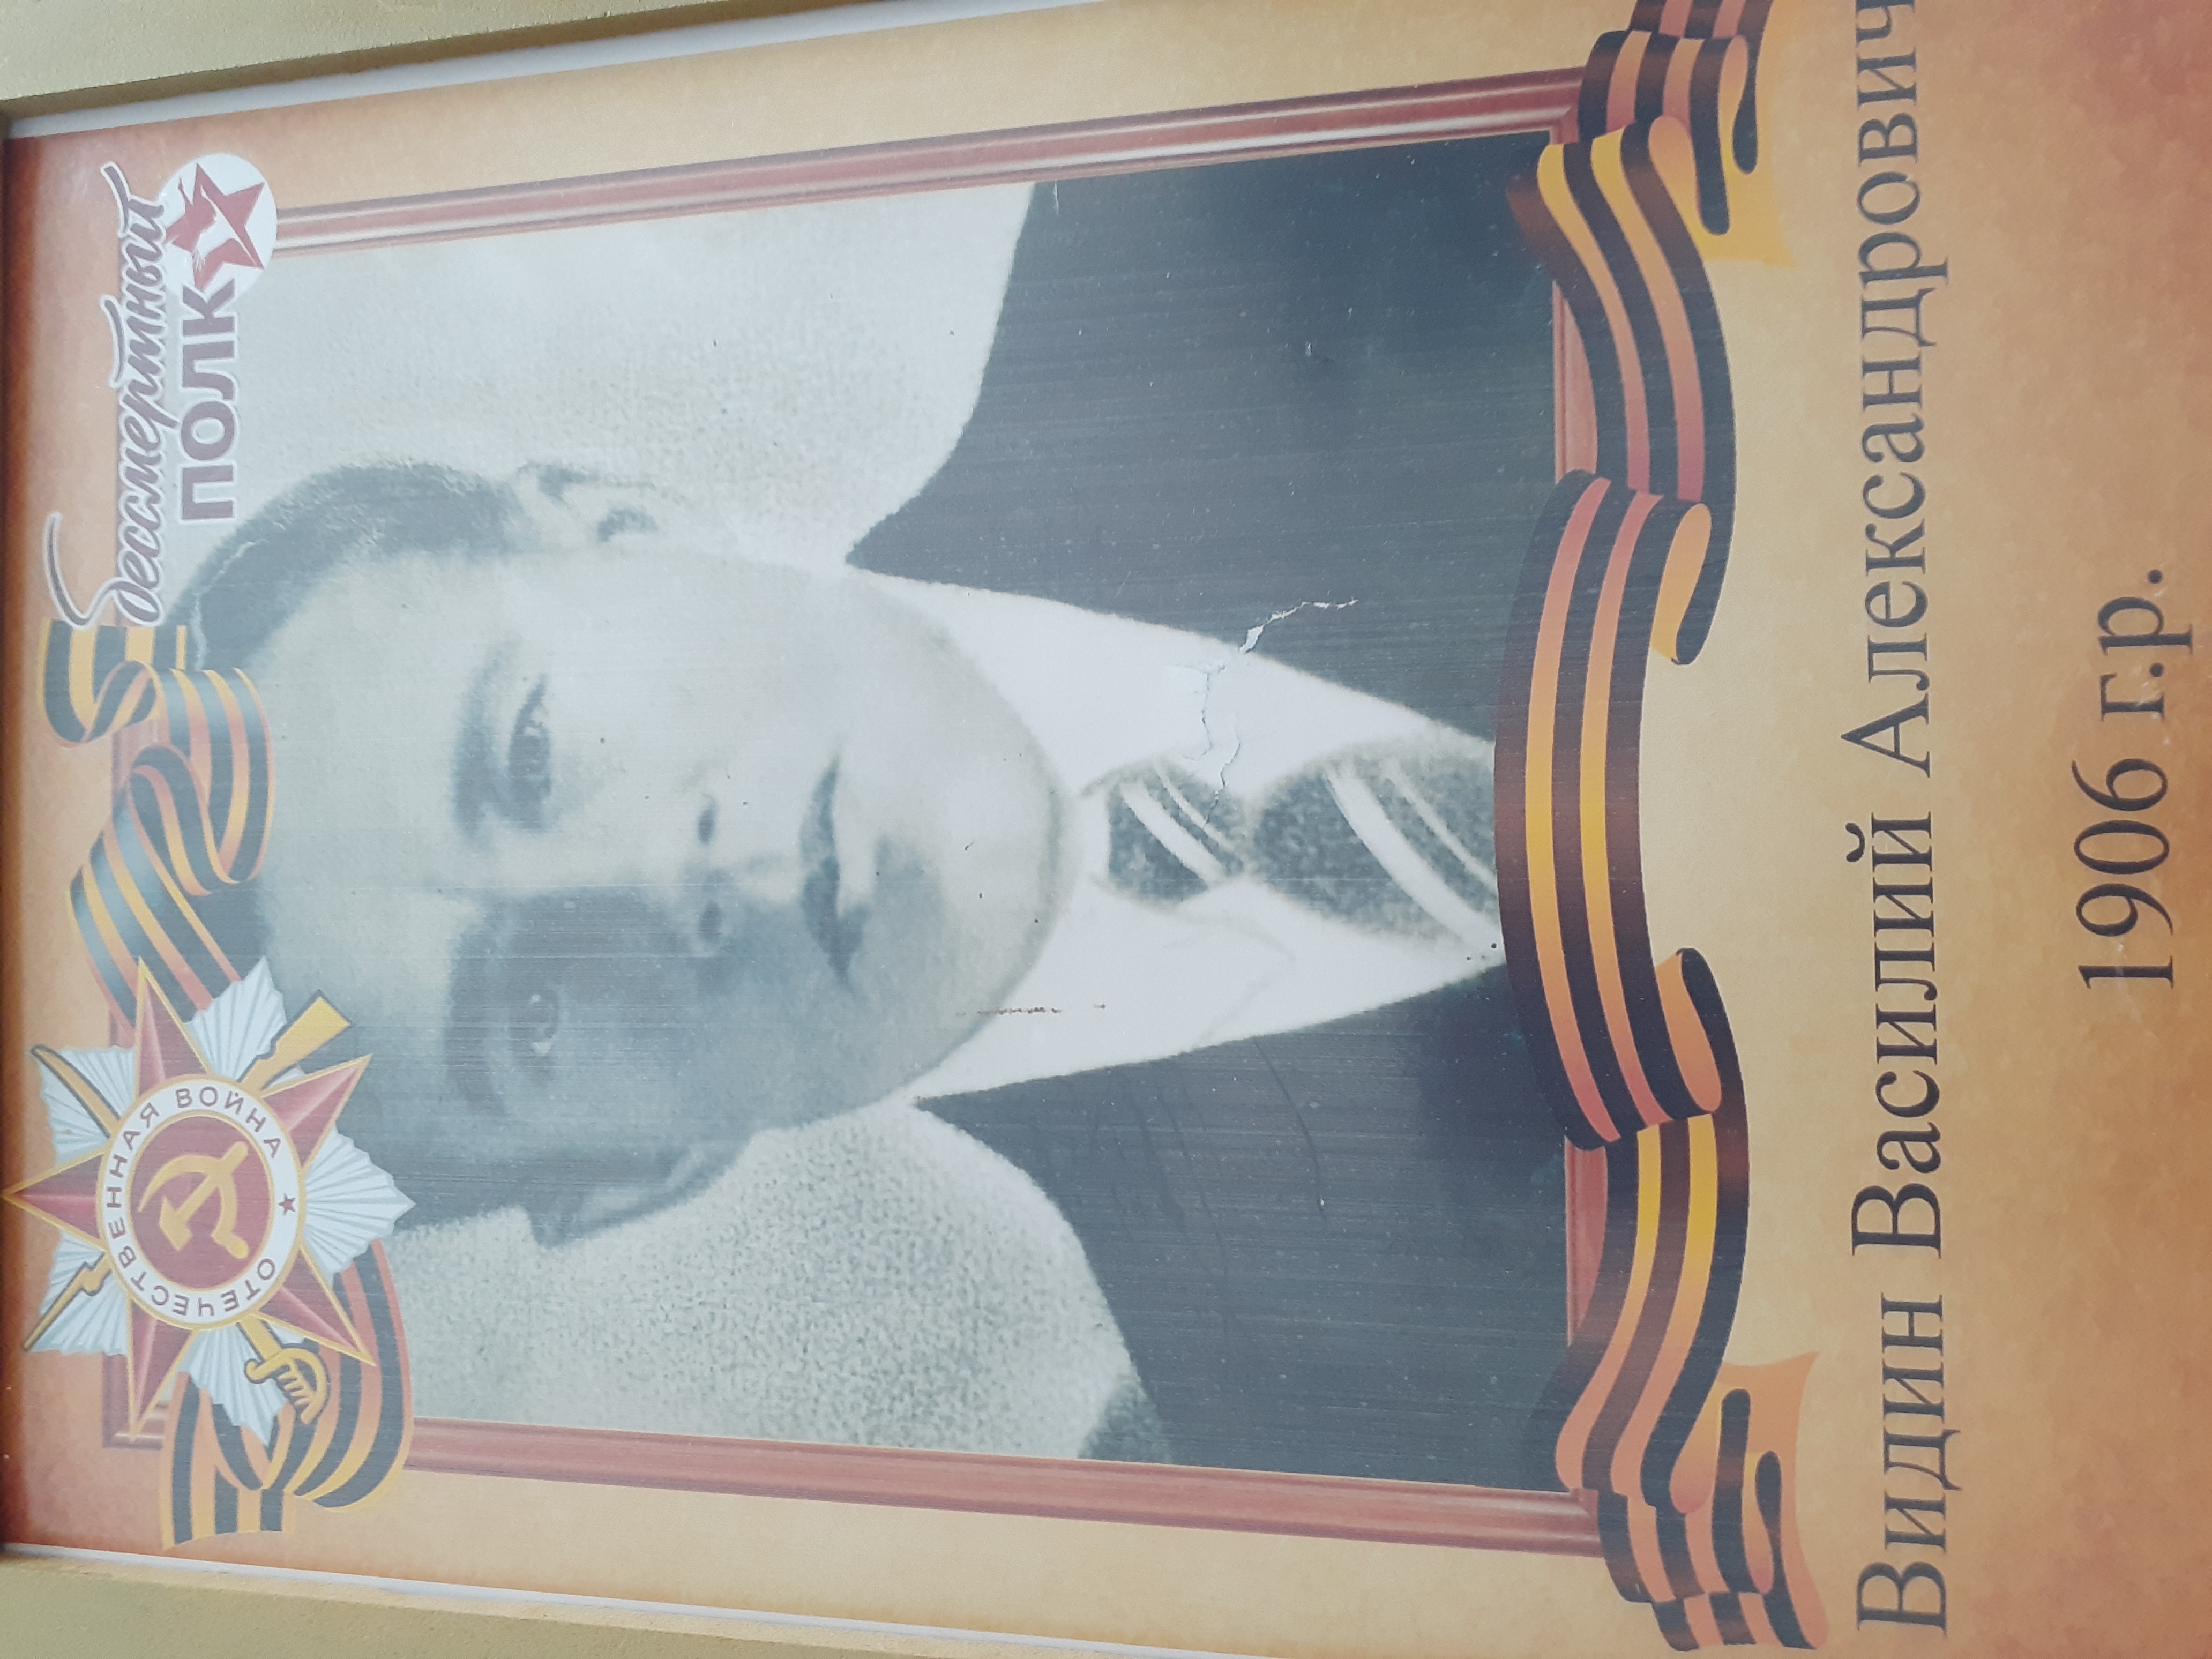 бессмертный
ПОЛК
ОТЕЧЕСТВЕННАЯ ВОЙНА
Видин Василий Александрович
1906 г.р.